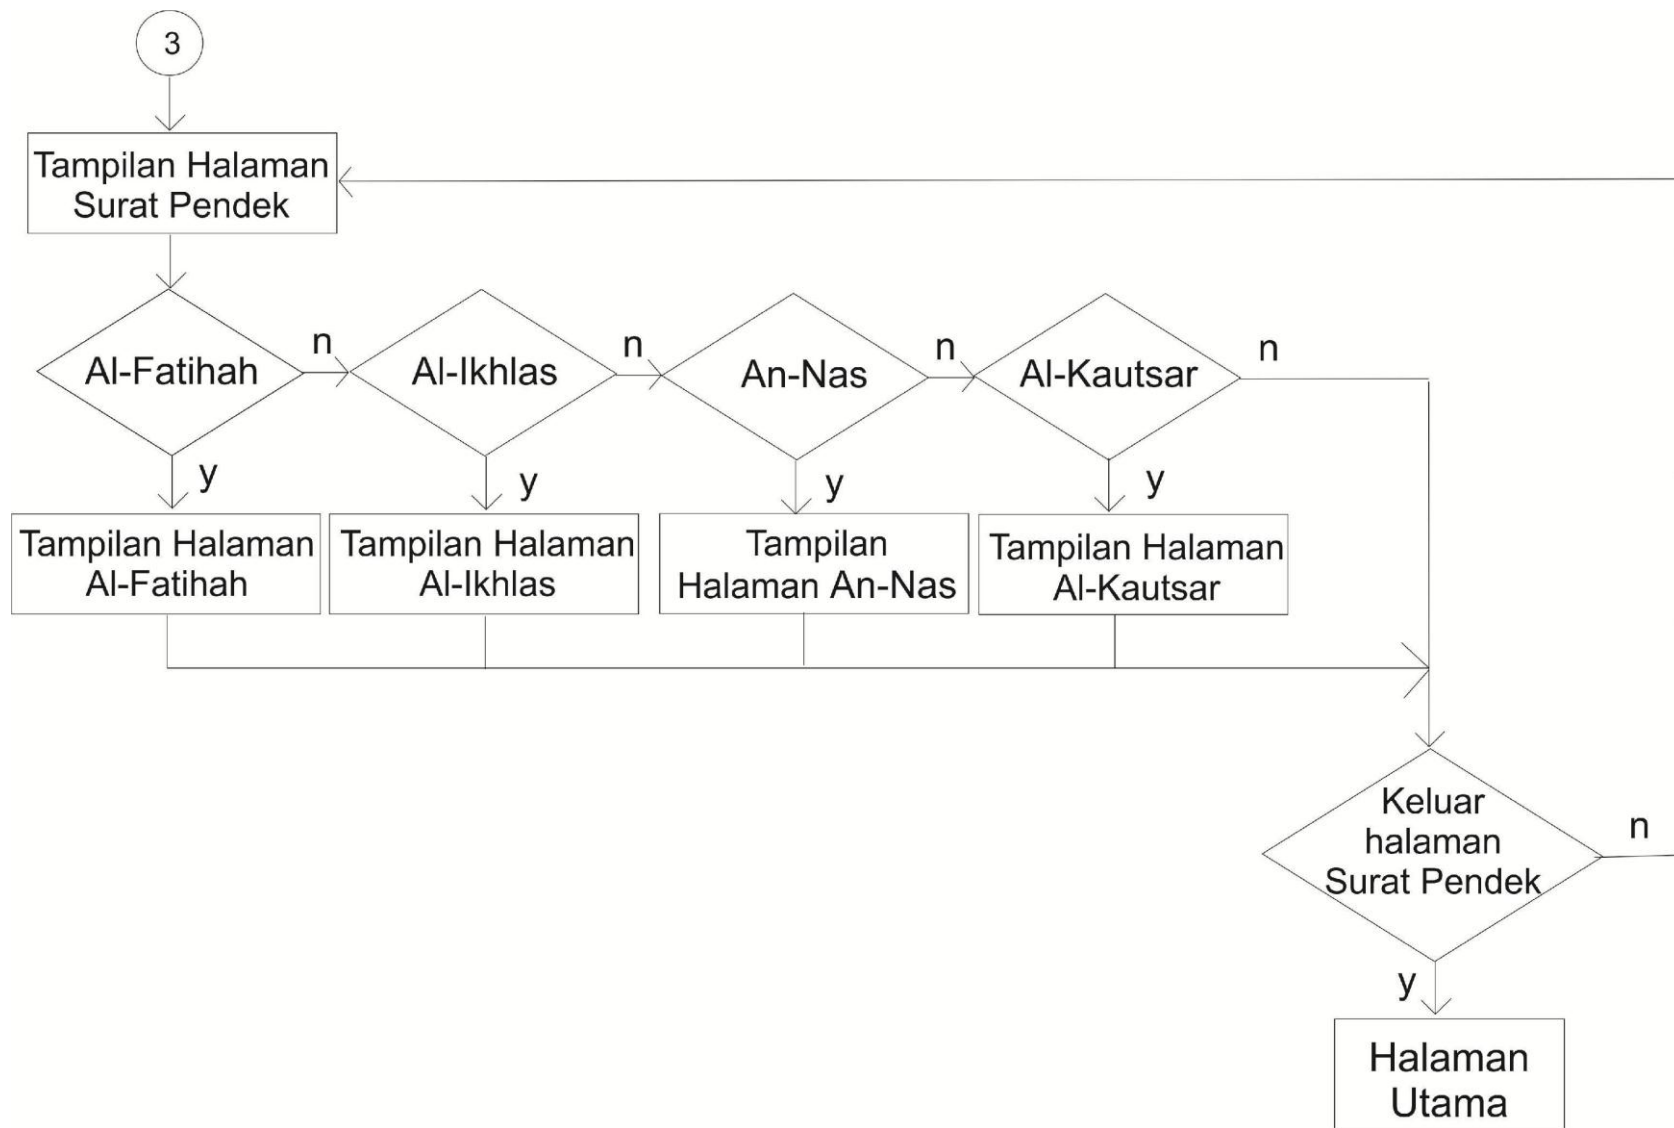 3
Tampilan Halaman
Surat Pendek
Al-Fatihah
n
Al-Ikhlas
n
An-Nas
n
Al-Kautsar
n
y
y
y
y
Tampilan Halaman
Al-Fatihah
Tampilan Halaman
Al-Ikhlas
Tampilan
Halaman An-Nas
Tampilan Halaman
Al-Kautsar
Keluar
halaman
Surat Pendek
n
y
Halaman
Utama